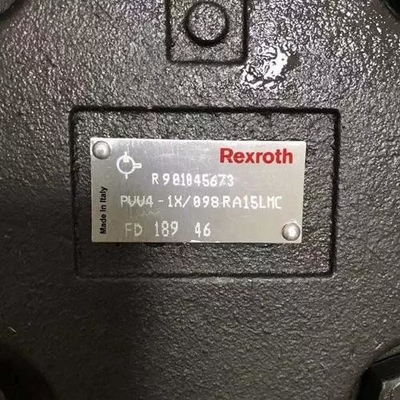 Rexroth
R901045673
PVV4-1X/098RA15LMC
FD 189 46
Made in Italy